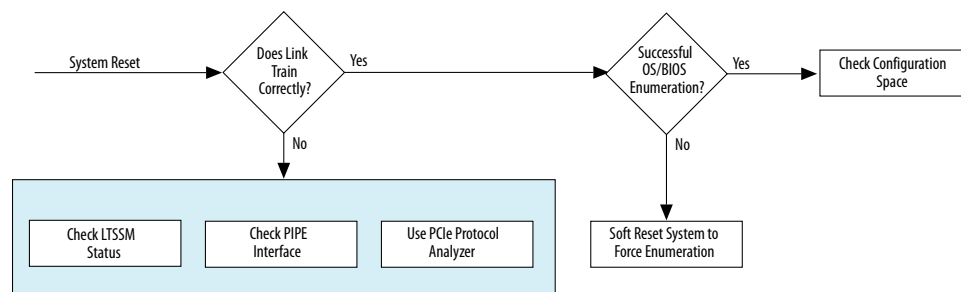 System Reset
Does Link
Train
Correctly?
Yes
No
Successful
OS/BIOS
Enumeration?
Yes
No
Check Configuration
Space
Check LTSSM
Status
Check PIPE
Interface
Use PCIe Protocol
Analyzer
Soft Reset System to
Force Enumeration